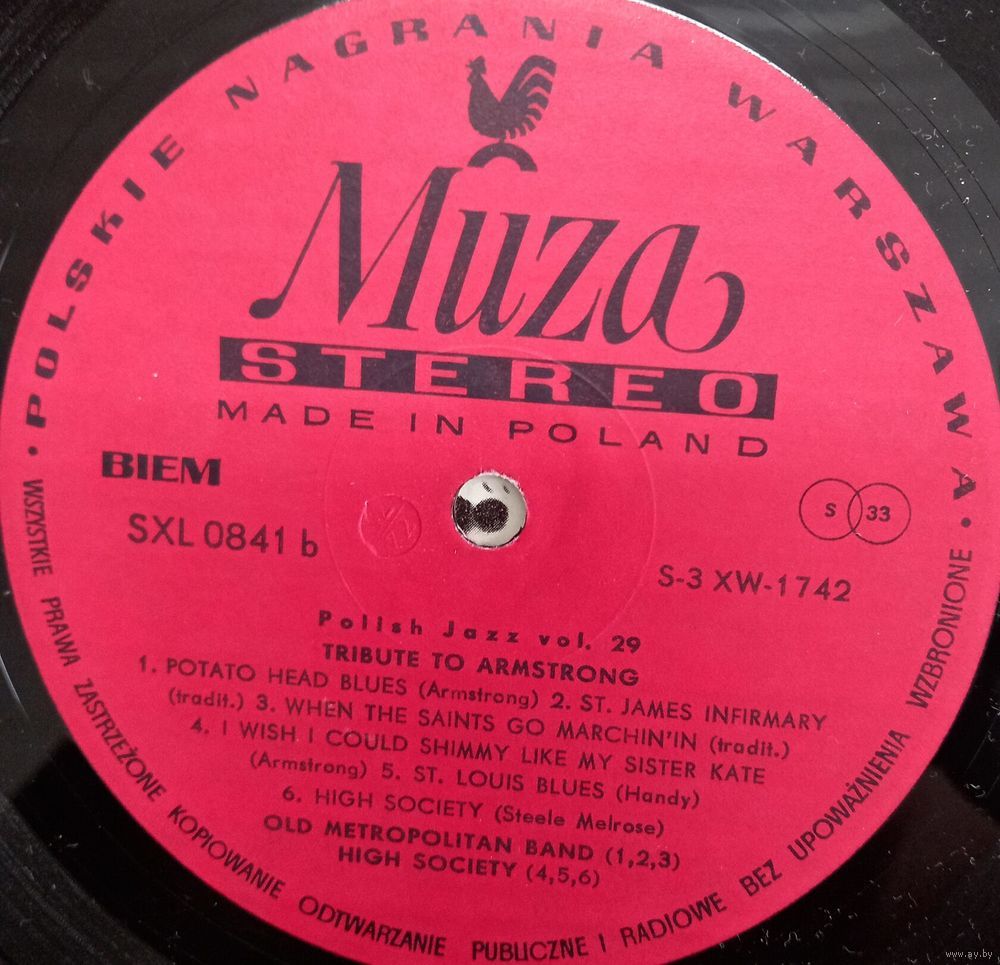 • POLSKIE NAGRANIA WARSZAWA •
Muza
STEREO
MADE IN POLAND
BIEM
SXL 0841 b
S 33
S-3 XW-1742
Polish Jazz vol. 29
TRIBUTE TO ARMSTRONG
1. POTATO HEAD BLUES (Armstrong) 2. ST. JAMES INFIRMARY
(tradit.) 3. WHEN THE SAINTS GO MARCHIN'IN (tradit.)
4. I WISH I COULD SHIMMY LIKE MY SISTER KATE
(Armstrong) 5. ST. LOUIS BLUES (Handy)
6. HIGH SOCIETY (Steele Melrose)
OLD METROPOLITAN BAND (1,2,3)
HIGH SOCIETY (4,5,6)
WSZYSTKIE PRAWA ZASTRZEŻONE KOPIOWANIE ODTWARZANIE PUBLICZNE I RADIOWE BEZ UPOWAŻNIENIA WZBRONIONE
www.ay.by